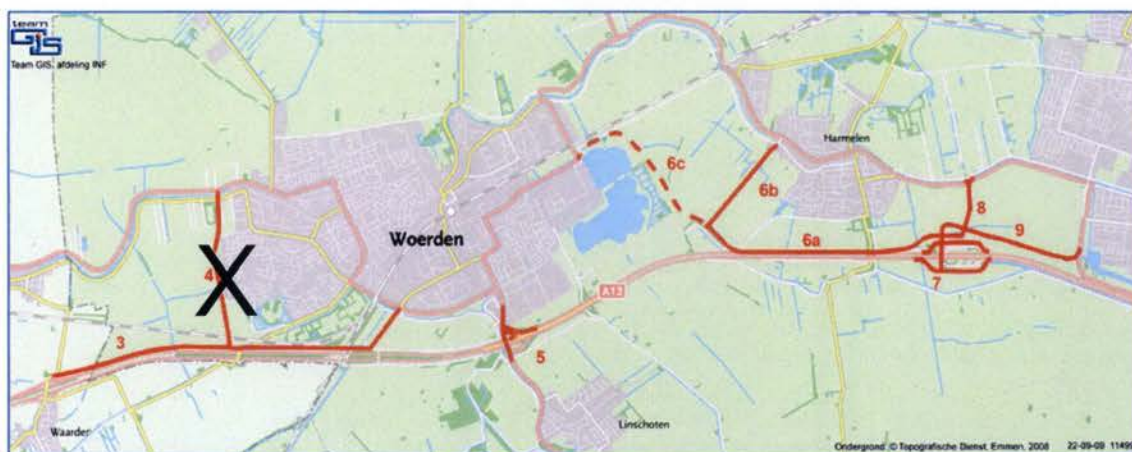 team
GIS
Team GIS, afdeling INF
Harmelen
6c
6b
Woerden
8
9
6a
4
X
7
A12
3
5
Waarder
Linschoten
Ondergrond: © Topografische Dienst, Emmen, 2008 22-09-09 11499